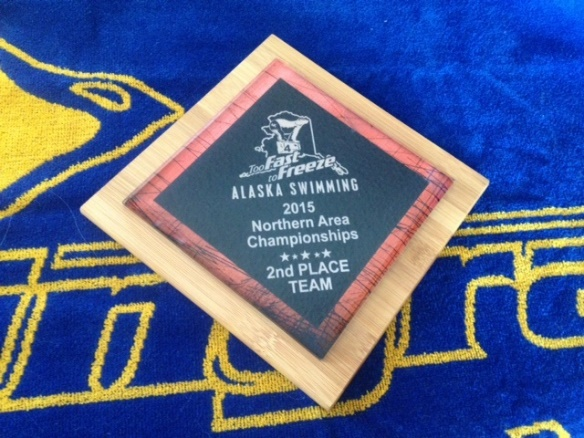 Too Fast
to Freeze
ALASKA SWIMMING
2015
Northern Area
Championships
2nd PLACE
TEAM